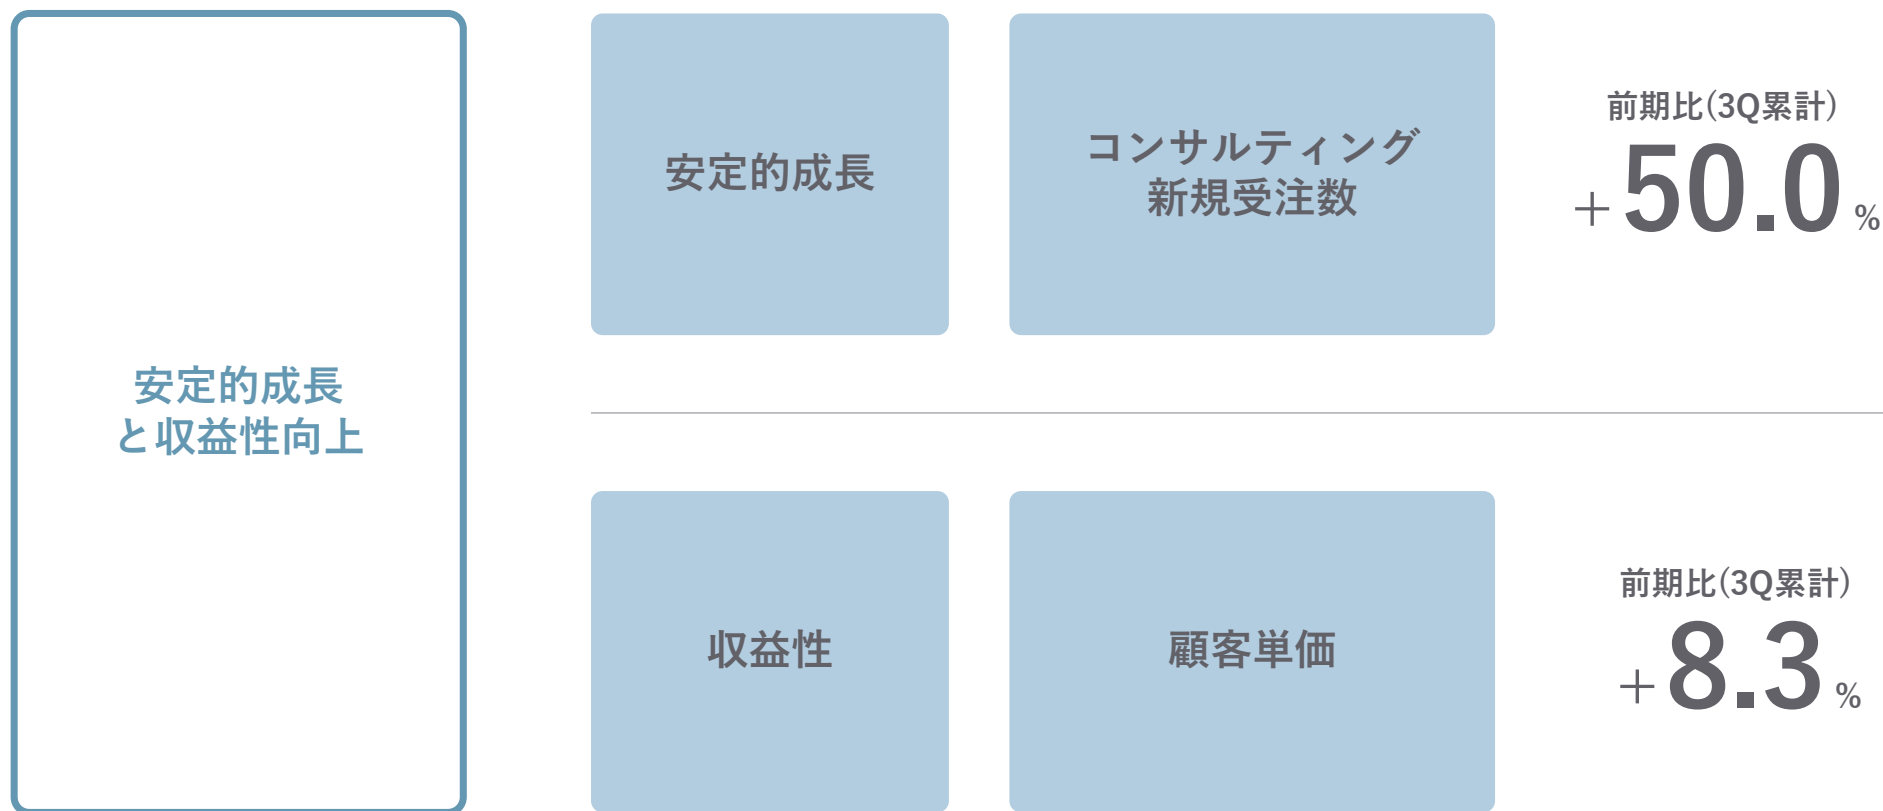 安定的成長
と収益性向上
安定的成長
コンサルティング
新規受注数
前期比(3Q累計)
+50.0%
収益性
顧客単価
前期比(3Q累計)
+8.3%